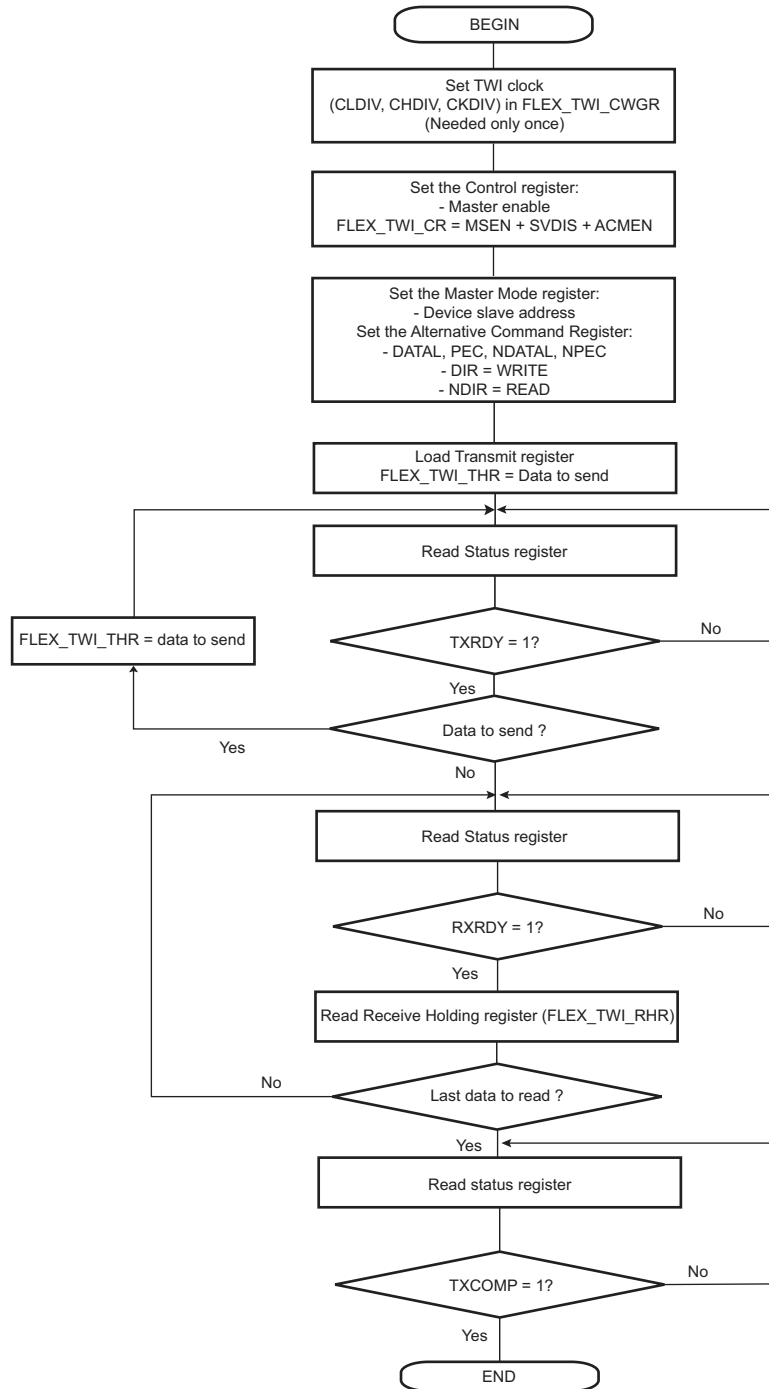 BEGIN
Set TWI clock
(CLDIV, CHDIV, CKDIV) in FLEX_TWI_CWGR
(Needed only once)
Set the Control register:
- Master enable
FLEX_TWI_CR = MSEN + SVDIS + ACMEN
Set the Master Mode register:
- Device slave address
Set the Alternative Command Register:
- DATAL, PEC, NDATAL, NPEC
- DIR = WRITE
- NDIR = READ
Load Transmit register
FLEX_TWI_THR = Data to send
Read Status register
FLEX_TWI_THR = data to send
TXRDY = 1?
No
Yes
Data to send ?
Yes
No
Read Status register
RXRDY = 1?
No
Yes
Read Receive Holding register (FLEX_TWI_RHR)
No
Last data to read ?
Yes
Read status register
TXCOMP = 1?
No
Yes
END